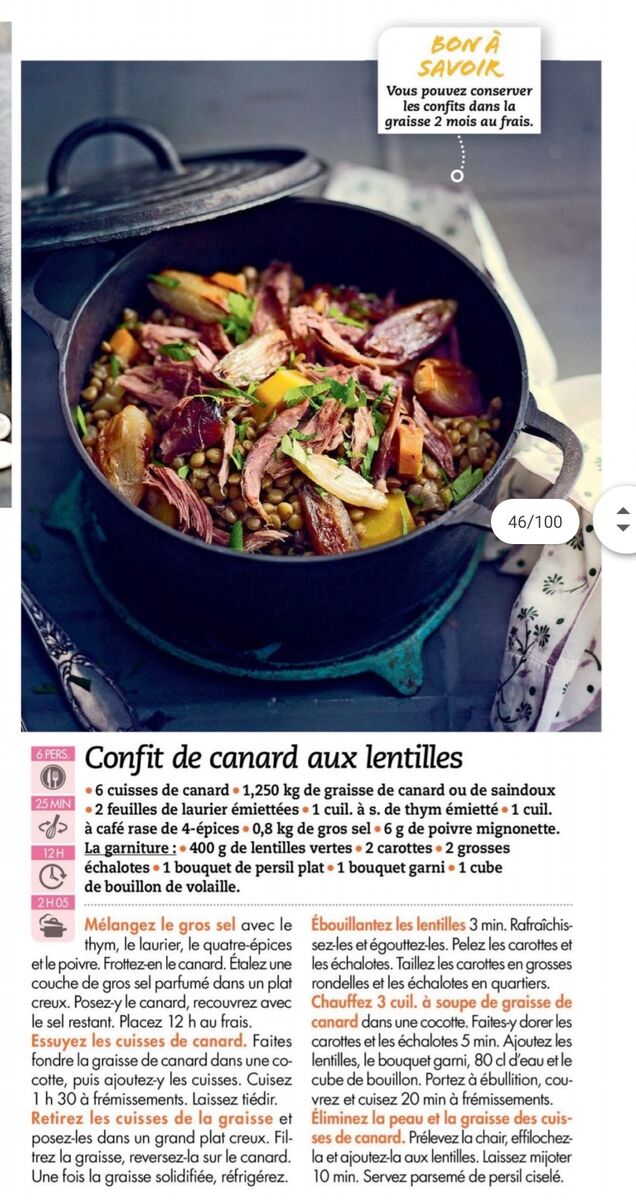 BON À
SAVOIR
Vous pouvez conserver
les confits dans la
graisse 2 mois au frais.
46/100
6 PERS.
25 MIN
12 H
2 H 05
Confit de canard aux lentilles
• 6 cuisses de canard • 1,250 kg de graisse de canard ou de saindoux
• 2 feuilles de laurier émiettées • 1 cuil. à s. de thym émietté • 1 cuil.
à café rase de 4-épices • 0,8 kg de gros sel • 6 g de poivre mignonette.
La garniture : • 400 g de lentilles vertes • 2 carottes • 2 grosses
échalotes • 1 bouquet de persil plat • 1 bouquet garni • 1 cube
de bouillon de volaille.
Mélangez le gros sel avec le
thym, le laurier, le quatre-épices
et le poivre. Frottez-en le canard. Étalez une
couche de gros sel parfumé dans un plat
creux. Posez-y le canard, recouvrez avec
le sel restant. Placez 12 h au frais.
Essuyez les cuisses de canard. Faites
fondre la graisse de canard dans une co-
cotte, puis ajoutez-y les cuisses. Cuisez
1 h 30 à frémissements. Laissez tiédir.
Retirez les cuisses de la graisse et
posez-les dans un grand plat creux. Fil-
trez la graisse, reversez-la sur le canard.
Une fois la graisse solidifiée, réfrigérez.
Ébouillantez les lentilles 3 min. Rafraîchis-
sez-les et égouttez-les. Pelez les carottes et
les échalotes. Taillez les carottes en grosses
rondelles et les échalotes en quartiers.
Chauffez 3 cuil. à soupe de graisse de
canard dans une cocotte. Faites-y dorer les
carottes et les échalotes 5 min. Ajoutez les
lentilles, le bouquet garni, 80 cl d'eau et le
cube de bouillon. Portez à ébullition, cou-
vrez et cuisez 20 min à frémissements.
Éliminez la peau et la graisse des cuis-
ses de canard. Prélevez la chair, effilochez-
la et ajoutez-la aux lentilles. Laissez mijoter
10 min. Servez parsemé de persil ciselé.